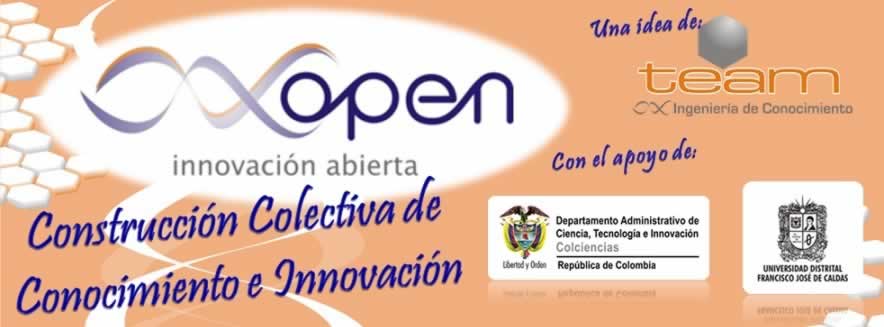 open
innovación abierta
Construcción Colectiva de
Conocimiento e Innovación
Una idea de:
team
Ingeniería de Conocimiento
Con el apoyo de:
Libertad y Orden
Departamento Administrativo de
Ciencia, Tecnología e Innovación
Colciencias
República de Colombia
UNIVERSIDAD DISTRITAL
FRANCISCO JOSÉ DE CALDAS